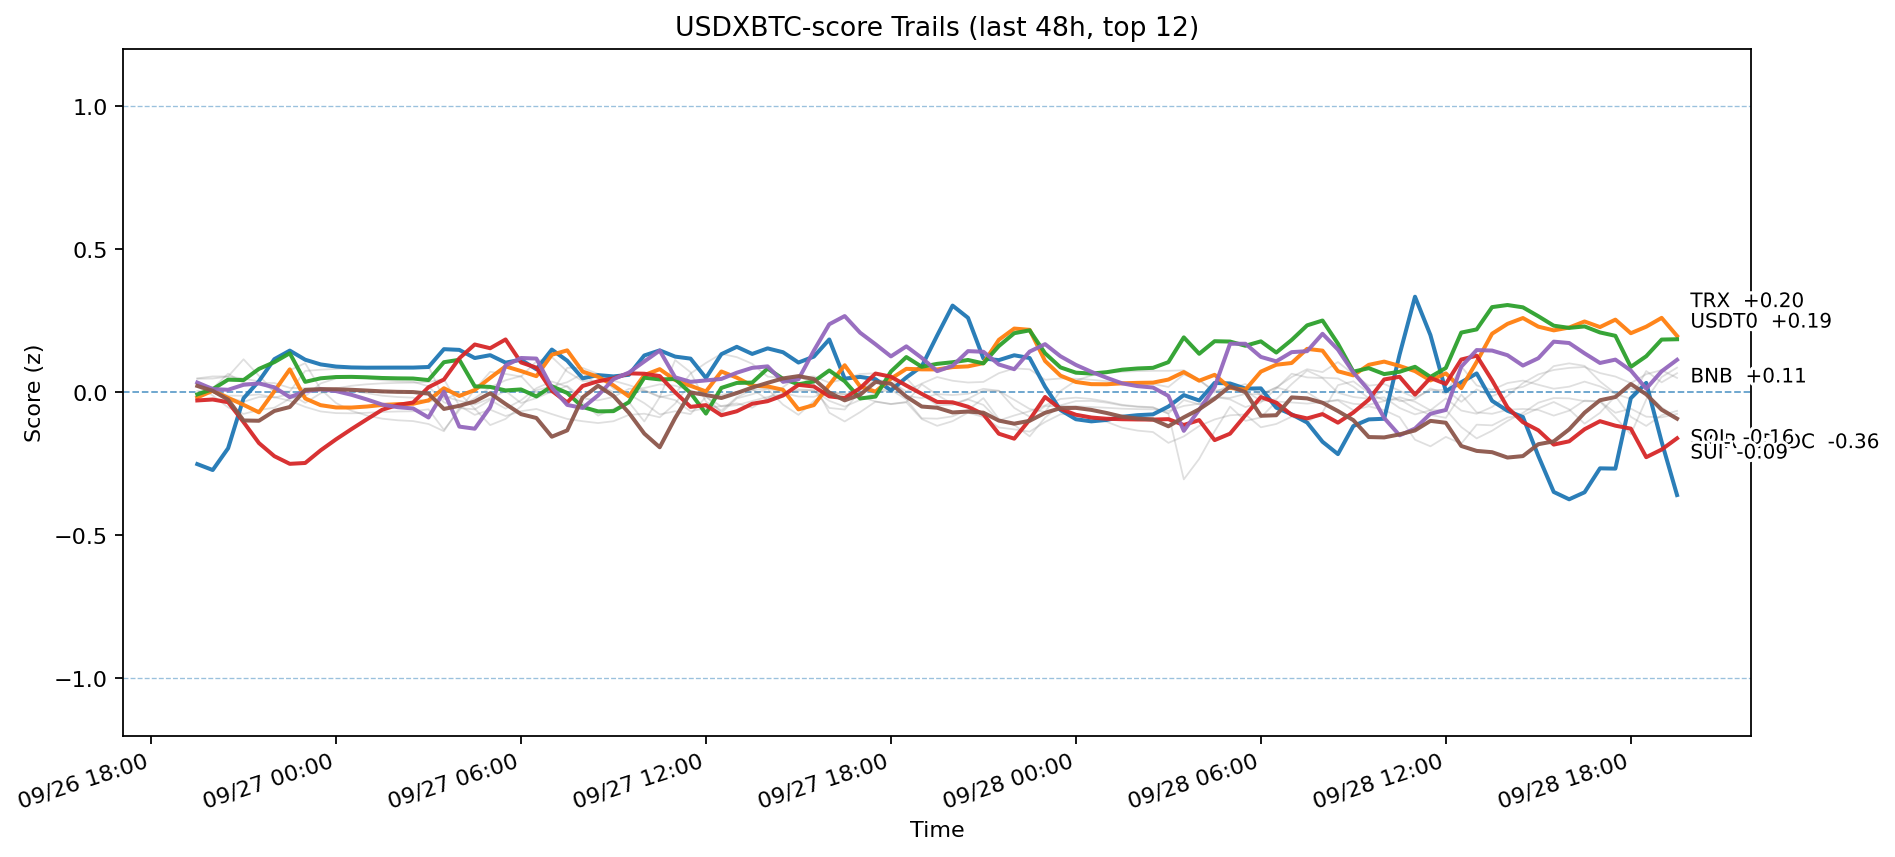 USDXBTC-score Trails (last 48h, top 12)
Score (z)
1.0
0.5
0.0
−0.5
−1.0
TRX +0.20
USDT0 +0.19
BNB +0.11
SOL -0.16
-0.36
SUI -0.09
09/26 18:00
09/27 00:00
09/27 06:00
09/27 12:00
09/27 18:00
09/28 00:00
09/28 06:00
09/28 12:00
09/28 18:00
Time